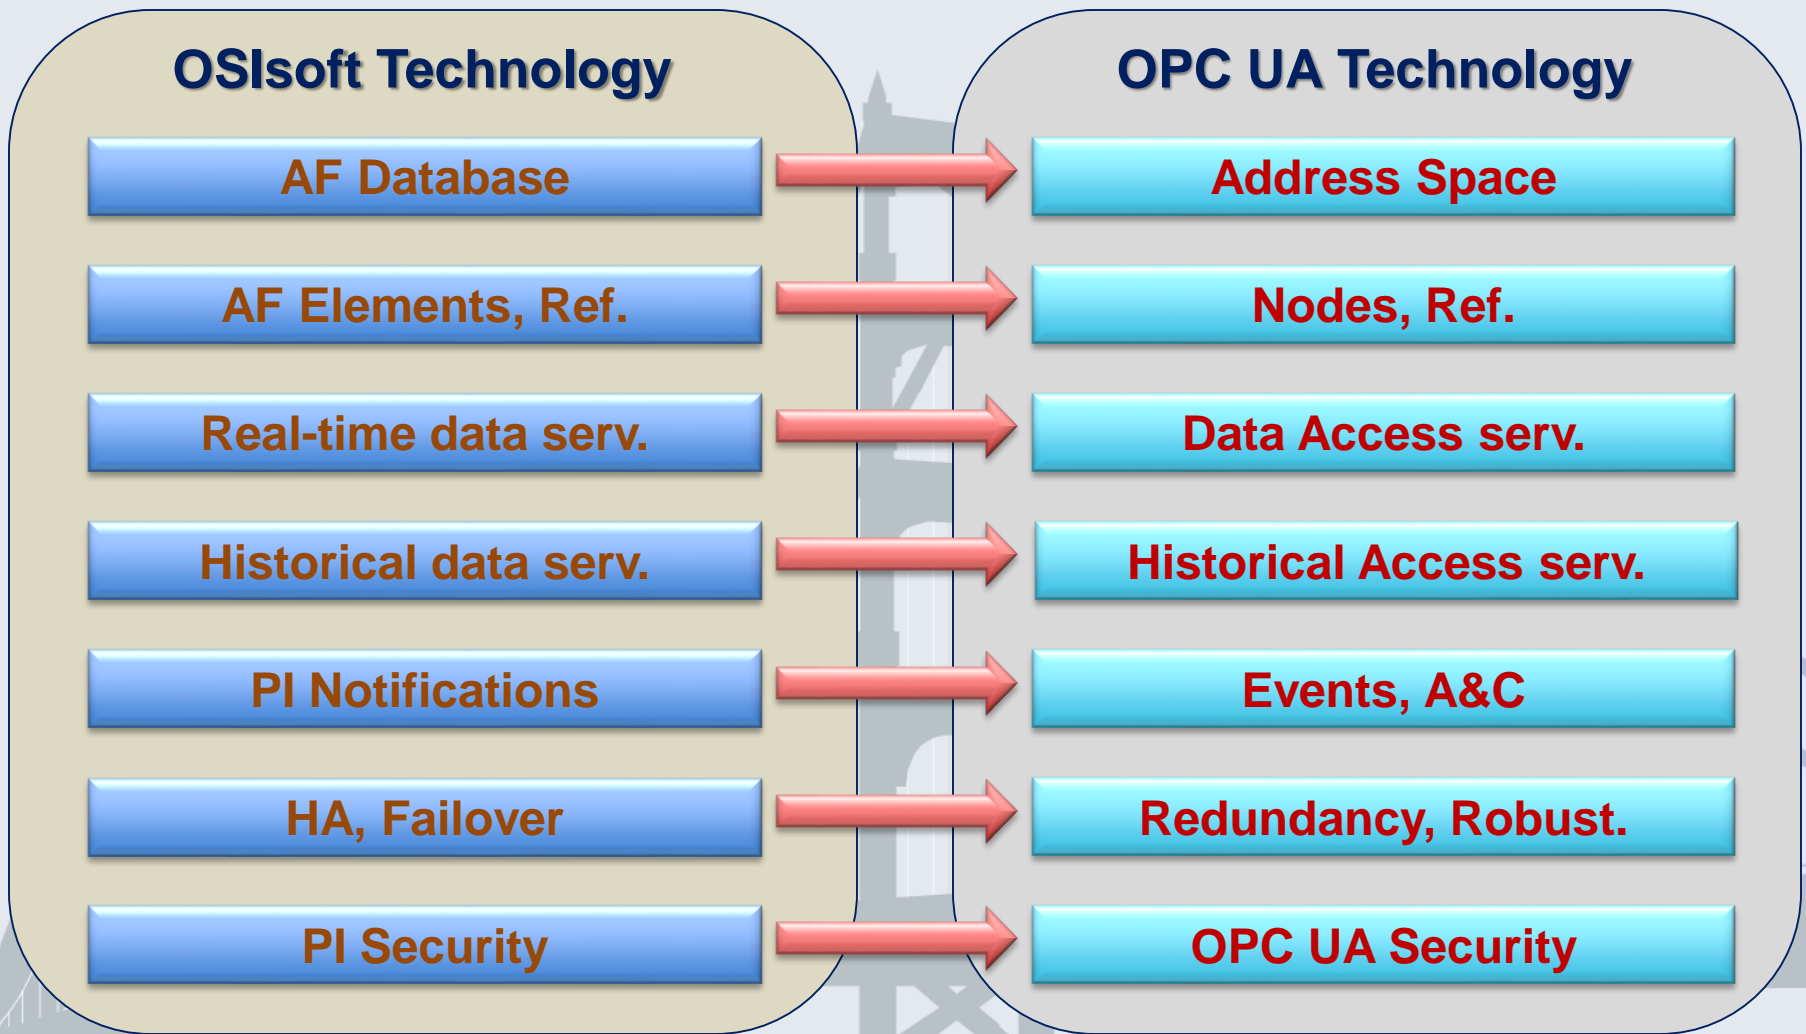 OSIsoft Technology
OPC UA Technology
AF Database
Address Space
AF Elements, Ref.
Nodes, Ref.
Real-time data serv.
Data Access serv.
Historical data serv.
Historical Access serv.
PI Notifications
Events, A&C
HA, Failover
Redundancy, Robust.
PI Security
OPC UA Security